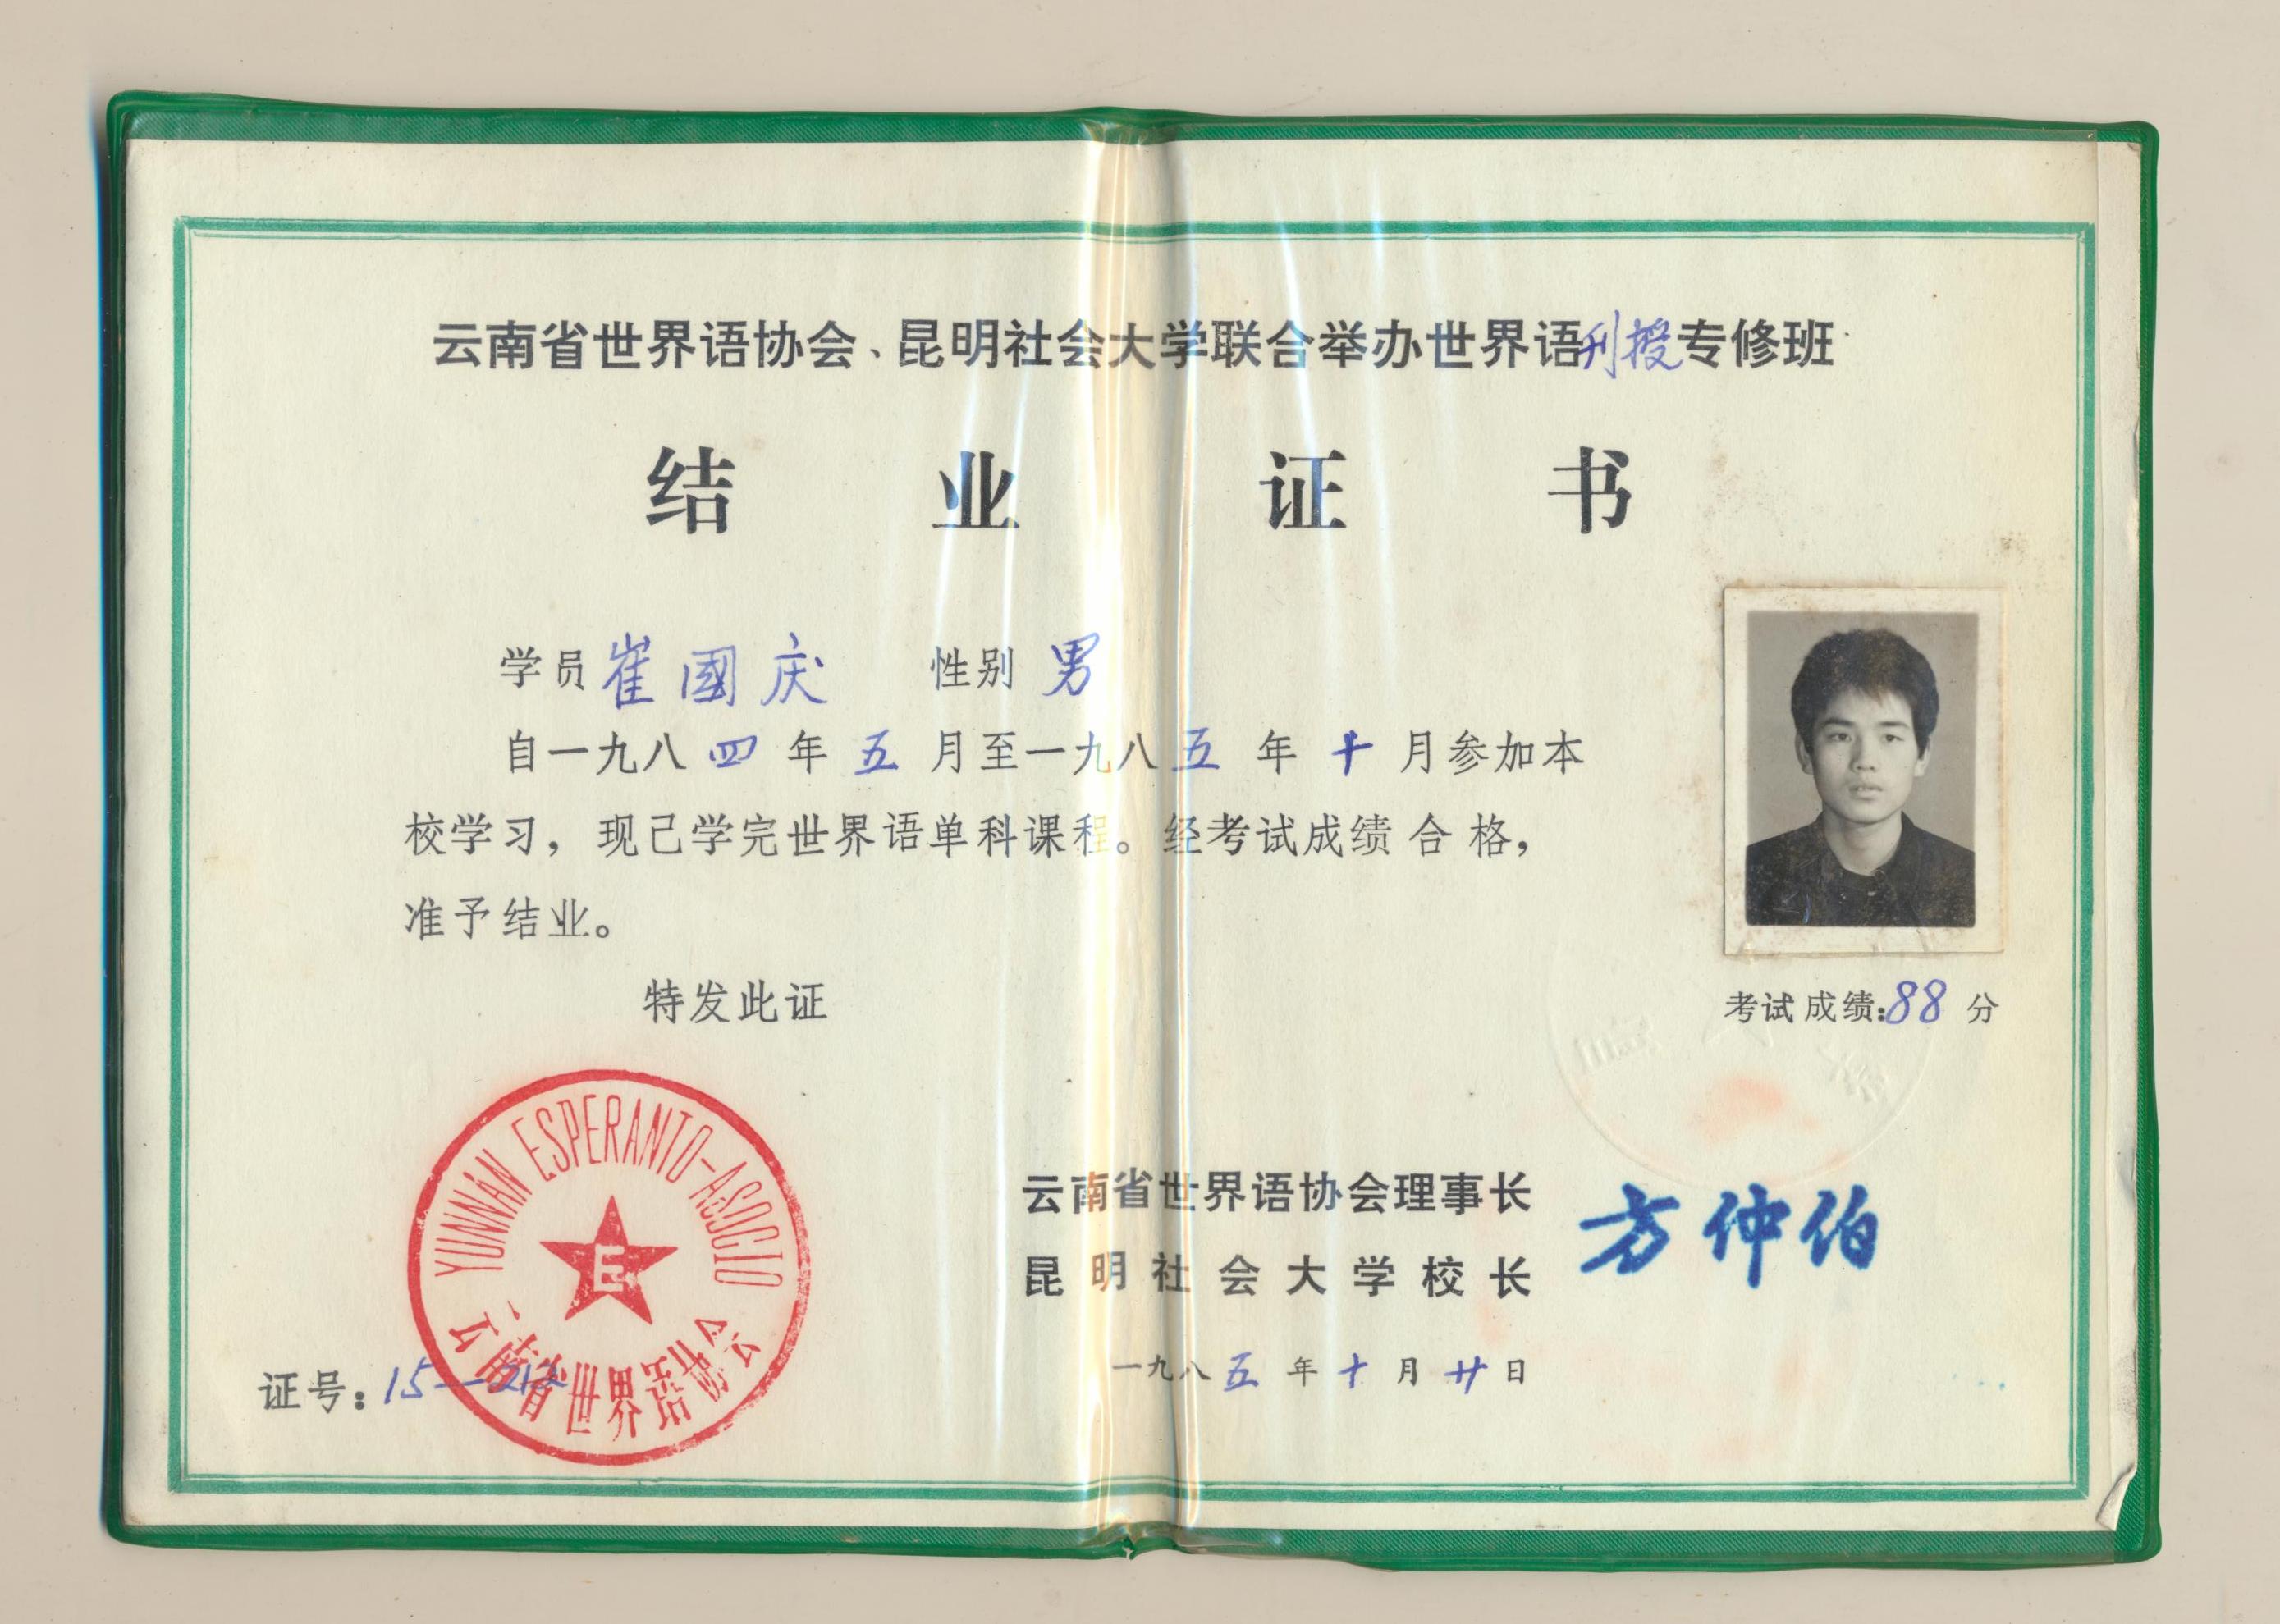 云南省世界语协会、昆明社会大学联合举办世界语刊授专修班
结业证书
学员崔國庆 性别男
自一九八四年五月至一九八五年十月参加本
校学习，现己学完世界语单科课程。经考试成绩合格，
准予结业。
特发此证
考试成绩:88分
YUNNAN ESPERANTO-ASOCIO
E
云南省世界语协会
云南省世界语协会理事长
昆明社会大学校长
方仲伯
一九八五年十月廿日
证号：15—212